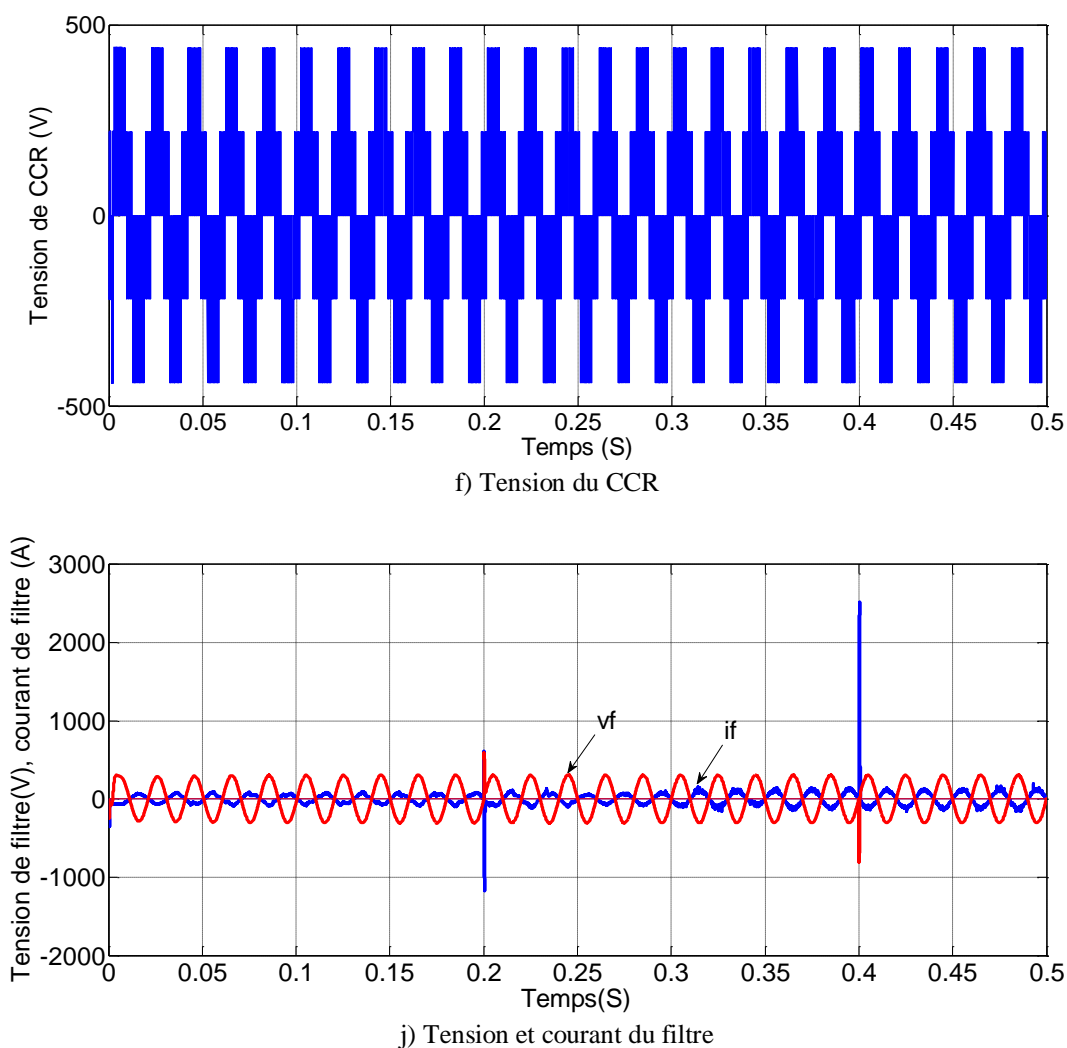 500
0
-500
Tension de CCR (V)
0 0.05 0.1 0.15 0.2 0.25 0.3 0.35 0.4 0.45 0.5
Temps (S)
f) Tension du CCR
3000
2000
1000
0
-1000
-2000
Tension de filtre(V), courant de filtre (A)
vf
if
0 0.05 0.1 0.15 0.2 0.25 0.3 0.35 0.4 0.45 0.5
Temps(S)
j) Tension et courant du filtre